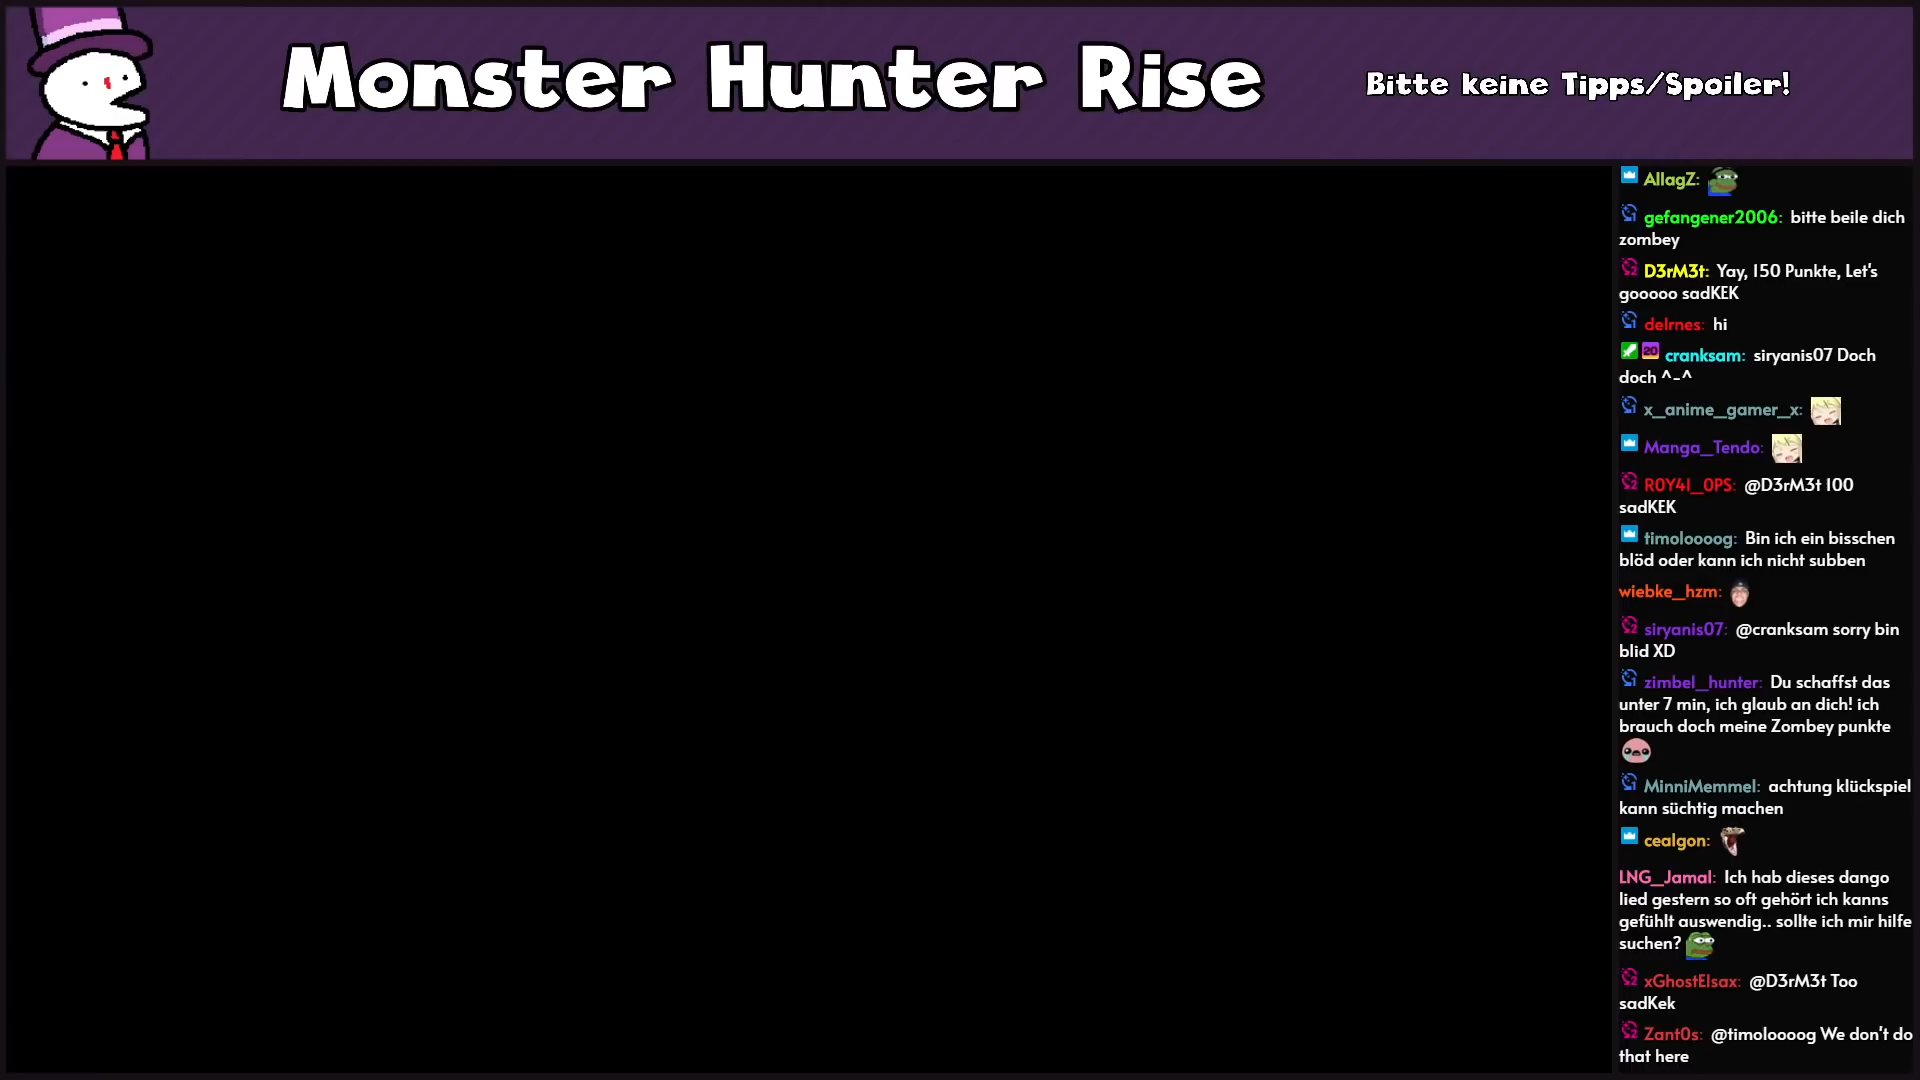 Monster Hunter Rise
Bitte keine Tipps/Spoiler!
AllagZ:
gefangener2006: bitte beile dich
zombey
D3rM3t: Yay, 150 Punkte, Let's
gooooo sadKEK
delrnes: hi
20 cranksam: siryanis07 Doch
doch ^-^
x_anime_gamer_x:
Manga_Tendo:
R0Y4l_0PS: @D3rM3t 100
sadKEK
timoloooog: Bin ich ein bisschen
blöd oder kann ich nicht subben
wiebke_hzm:
siryanis07: @cranksam sorry bin
blid XD
zimbel_hunter: Du schaffst das
unter 7 min, ich glaub an dich! ich
brauch doch meine Zombey punkte
MinniMemmel: achtung klückspiel
kann süchtig machen
cealgon:
LNG_Jamal: Ich hab dieses dango
lied gestern so oft gehört ich kanns
gefühlt auswendig.. sollte ich mir hilfe
suchen?
xGhostElsax: @D3rM3t Too
sadKek
Zant0s: @timoloooog We don't do
that here